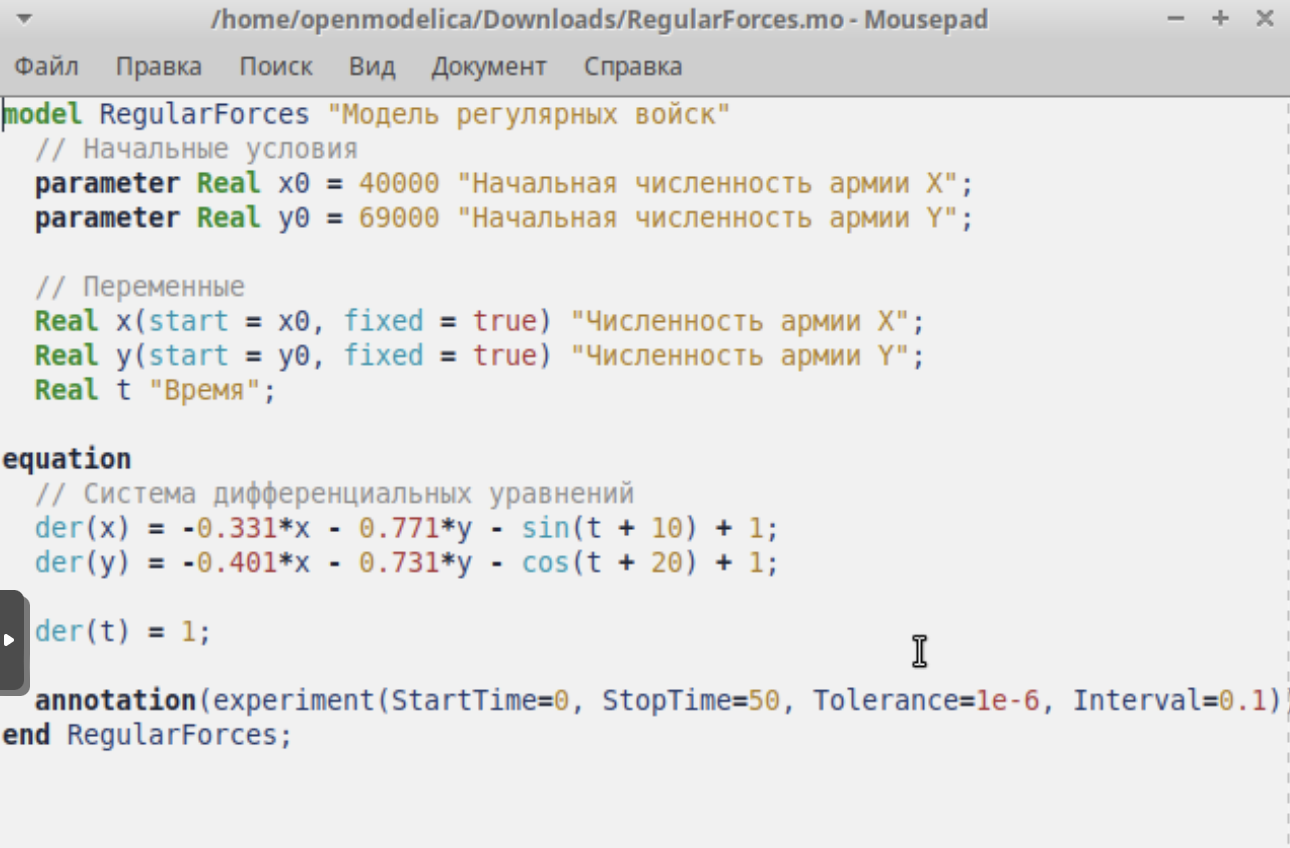 /home/openmodelica/Downloads/RegularForces.mo - Mousepad
Файл Правка Поиск Вид Документ Справка
model RegularForces "Модель регулярных войск"
  // Начальные условия
  parameter Real x0 = 40000 "Начальная численность армии X";
  parameter Real y0 = 69000 "Начальная численность армии Y";
  // Переменные
  Real x(start = x0, fixed = true) "Численность армии X";
  Real y(start = y0, fixed = true) "Численность армии Y";
  Real t "Время";
equation
  // Система дифференциальных уравнений
  der(x) = -0.331*x - 0.771*y - sin(t + 10) + 1;
  der(y) = -0.401*x - 0.731*y - cos(t + 20) + 1;
  der(t) = 1;
  annotation(experiment(StartTime=0, StopTime=50, Tolerance=1e-6, Interval=0.1)
end RegularForces;